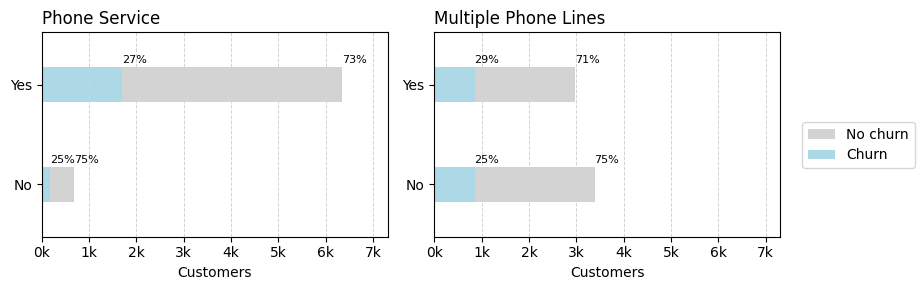 Phone Service
27% 73%
Yes
25% 75%
No
0k 1k 2k 3k 4k 5k 6k 7k
Customers
Multiple Phone Lines
29% 71%
Yes
25% 75%
No
0k 1k 2k 3k 4k 5k 6k 7k
Customers
No churn
Churn